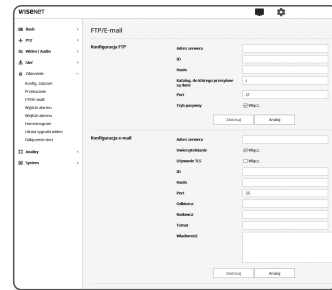 WISENET
Basic
PTZ
Wideo i Audio
Sieć
Zdarzenie
Konfig. zdarzeń
Przekazanie
FTP/E-mail
Wyjście alarmu
Wejście alarmu
Harmonogram
Utrata sygnału wideo
Odłączenie sieci
Analizy
System
FTP/E-mail
Konfiguracja FTP
Adres serwera
ID
Hasło
Katalog, do którego przesyłane są dane
/
Port
21
Tryb pasywny
Włącz.
Zastosuj
Anuluj
Konfiguracja e-mail
Adres serwera
Uwierzytelnianie
Włącz.
Używanie TLS
Włącz.
ID
Hasło
Port
25
Odbiorca
Nadawca
Temat
Wiadomość
Zastosuj
Anuluj